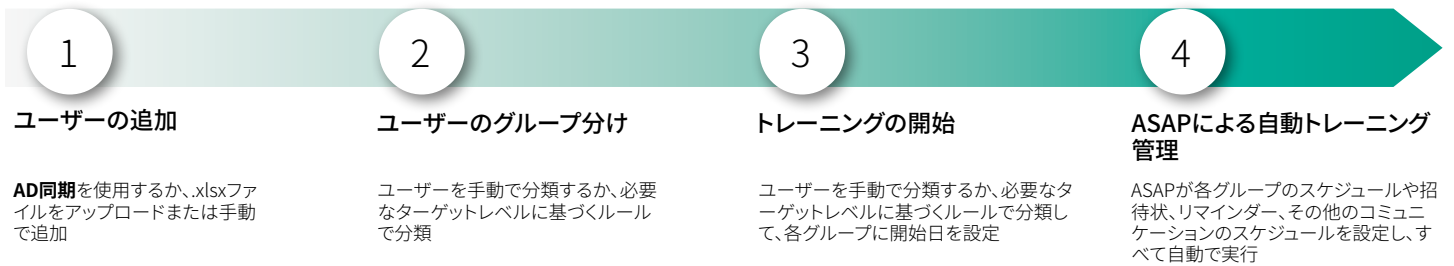 1
2
3
4
ユーザーの追加
AD同期を使用するか、.xlsxファ
イルをアップロードまたは手動
で追加
ユーザーのグループ分け
ユーザーを手動で分類するか、必要
なターゲットレベルに基づくルール
で分類
トレーニングの開始
ユーザーを手動で分類するか、必要なタ
ーゲットレベルに基づくルールで分類し
て、各グループに開始日を設定
ASAPによる自動トレーニング
管理
ASAPが各グループのスケジュールや招
待状、リマインダー、その他のコミュニ
ケーションのスケジュールを設定し、す
べて自動で実行